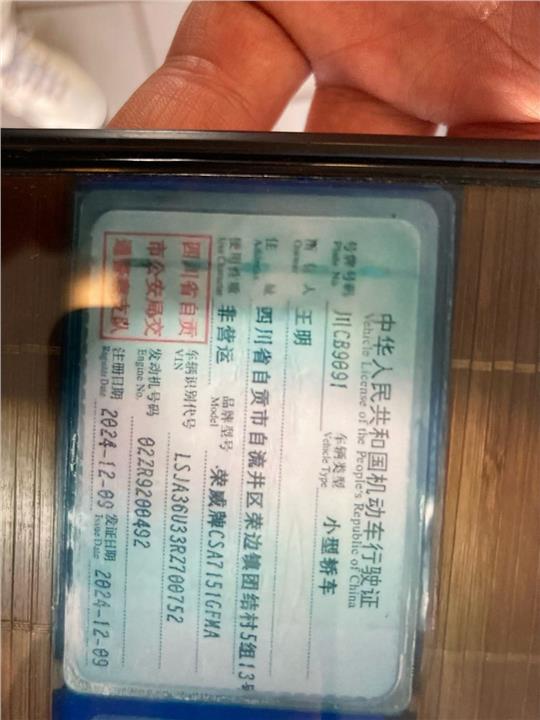 中华人民共和国机动车行驶证
Vehicle License of the People's Republic of China
号牌号码 川CB9091 车辆类型 小型轿车
Plate No. Vehicle Type
所有人 王明
Owner
住址 四川省自贡市自流井区荣边镇团结村5组13号
Address
使用性质 非营运 品牌型号 荣威牌CSA7151GFMA
Use Character Model
四川省自贡
市公安局交
通警察支队
车辆识别代号 LSJA36U33RZ700752
VIN
发动机号码 02ZR9200492
Engine No.
注册日期 2024-12-09 发证日期 2024-12-09
Register Date Issue Date